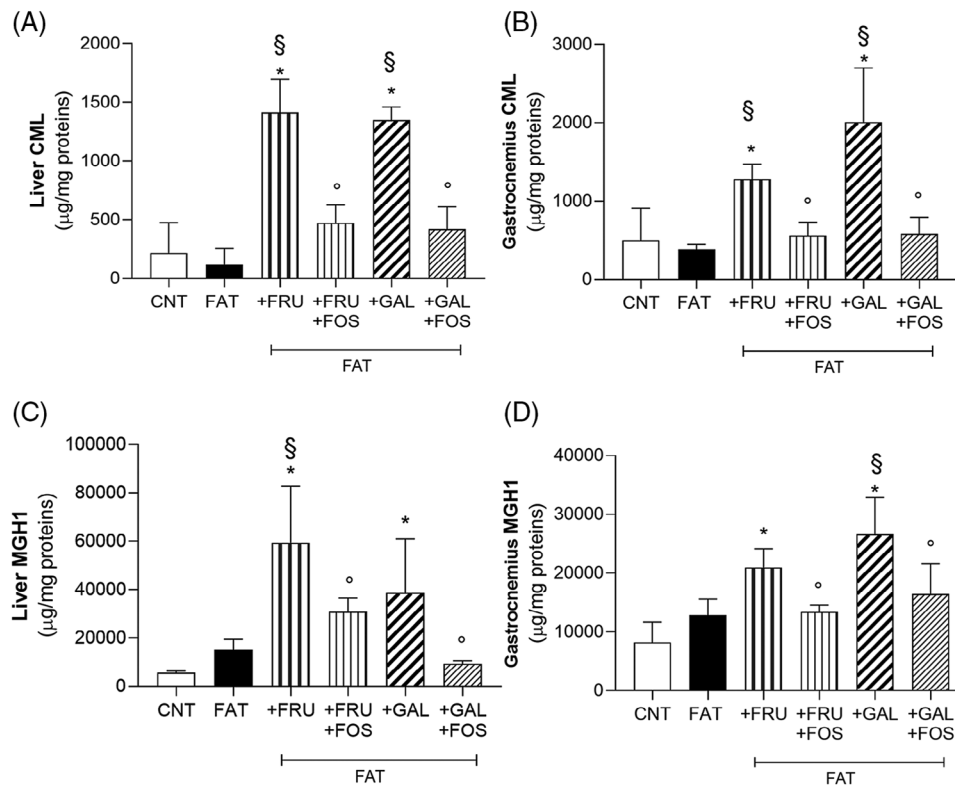 (A)
Liver CML
(μg/mg proteins)
2000
1500
1000
500
0
§
*
°
§
*
°
CNT FAT +FRU +FRU +GAL +GAL
+FOS +FOS
FAT
(B)
Gastrocnemius CML
(μg/mg proteins)
3000
2000
1000
0
§
*
°
§
*
°
CNT FAT +FRU +FRU +GAL +GAL
+FOS +FOS
FAT
(C)
Liver MGH1
(μg/mg proteins)
100000
80000
60000
40000
20000
0
§
*
°
*
°
CNT FAT +FRU +FRU +GAL +GAL
+FOS +FOS
FAT
(D)
Gastrocnemius MGH1
(μg/mg proteins)
40000
30000
20000
10000
0
*
°
§
*
°
CNT FAT +FRU +FRU +GAL +GAL
+FOS +FOS
FAT